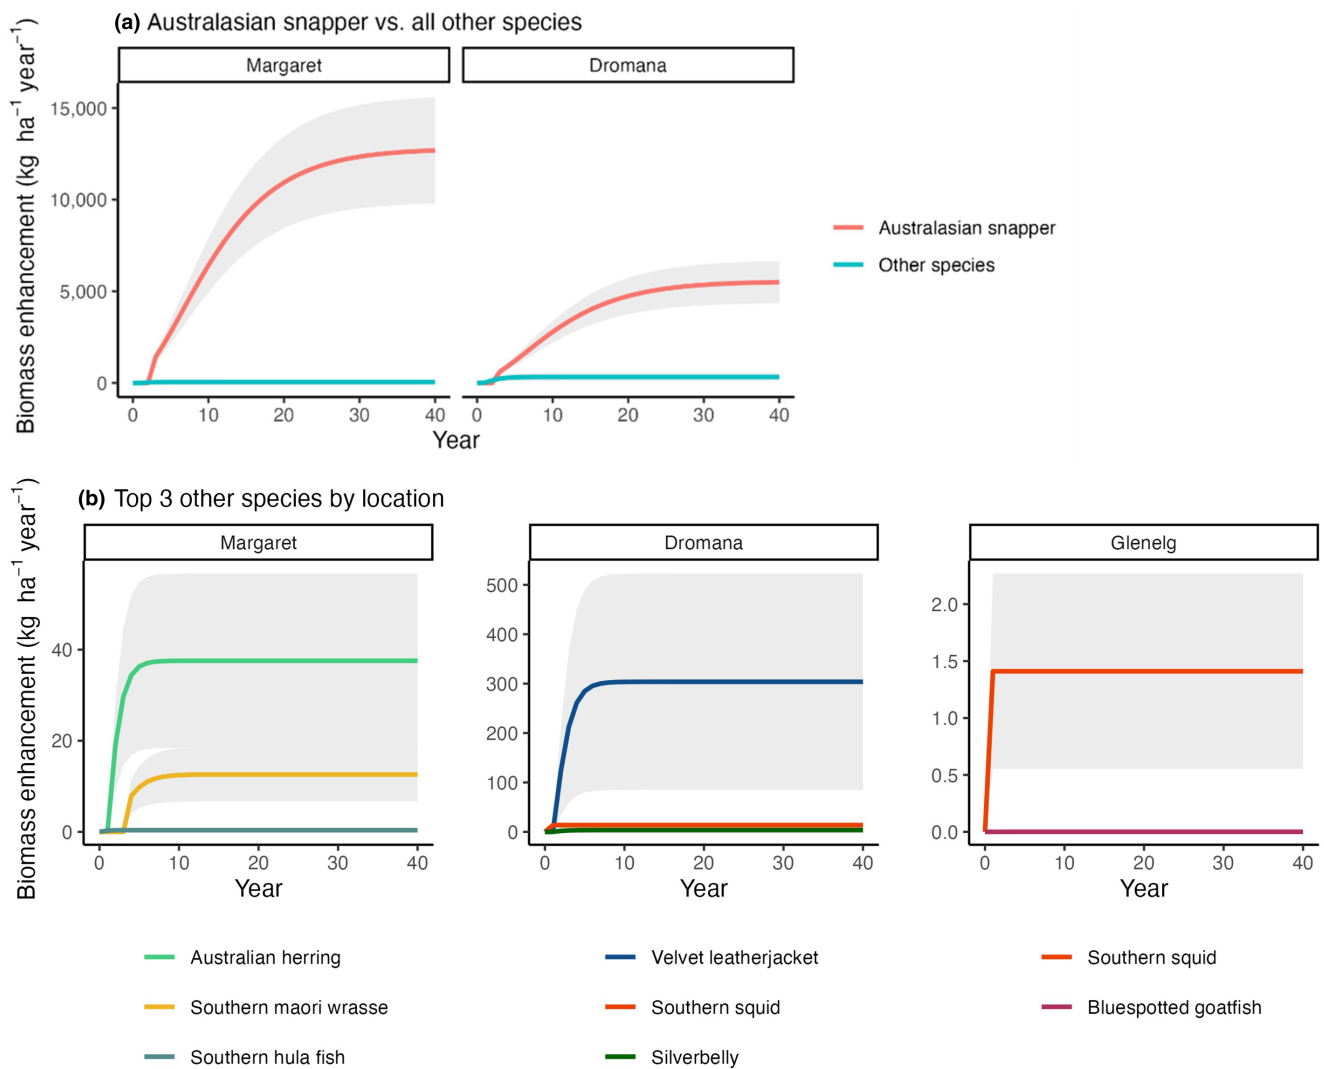 (a) Australasian snapper vs. all other species
Margaret
Dromana
Biomass enhancement (kg ha⁻¹ year⁻¹)
15,000
10,000
5,000
0
0 10 20 30 40
0 10 20 30 40
Year
Australasian snapper
Other species
(b) Top 3 other species by location
Margaret
Dromana
Glenelg
Biomass enhancement (kg ha⁻¹ year⁻¹)
40
20
0
0 10 20 30 40
Year
500
400
300
200
100
0
0 10 20 30 40
Year
2.0
1.5
1.0
0.5
0.0
0 10 20 30 40
Year
Australian herring
Southern maori wrasse
Southern hula fish
Velvet leatherjacket
Southern squid
Silverbelly
Southern squid
Bluespotted goatfish